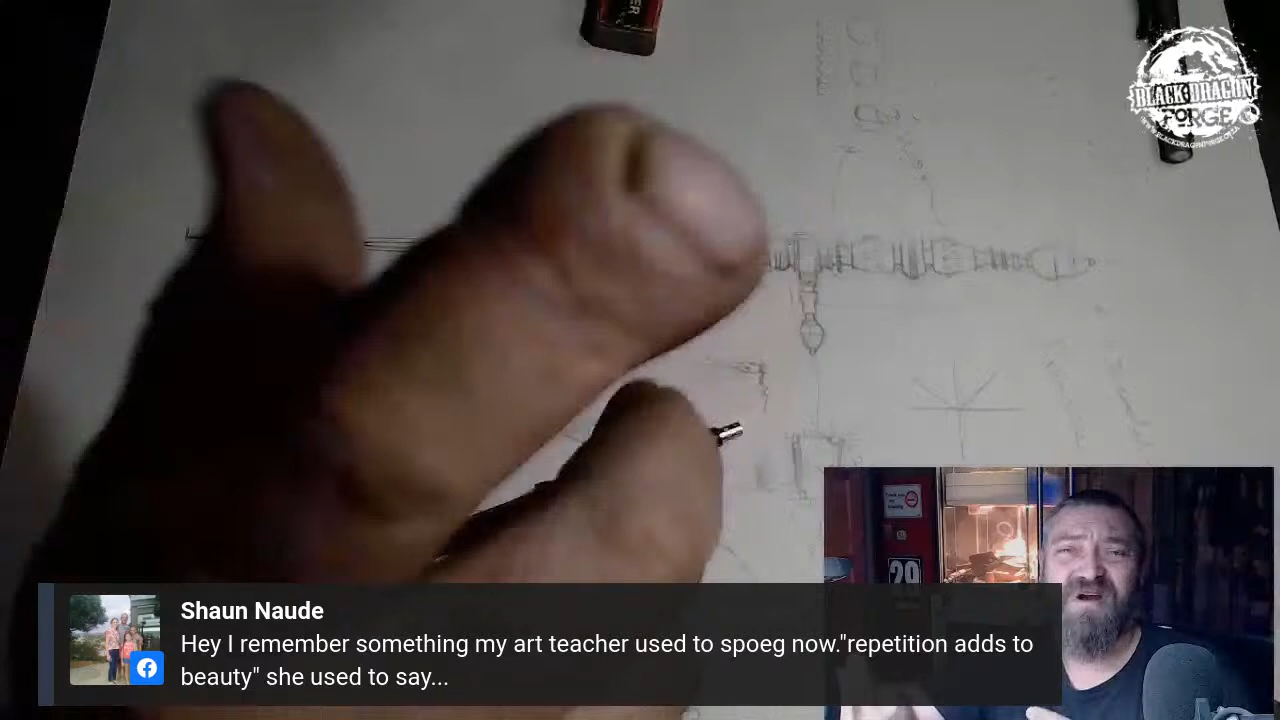 ER
BLACK DRAGON
FORGE
29
Shaun Naude
Hey I remember something my art teacher used to spoeg now."repetition adds to
beauty" she used to say...